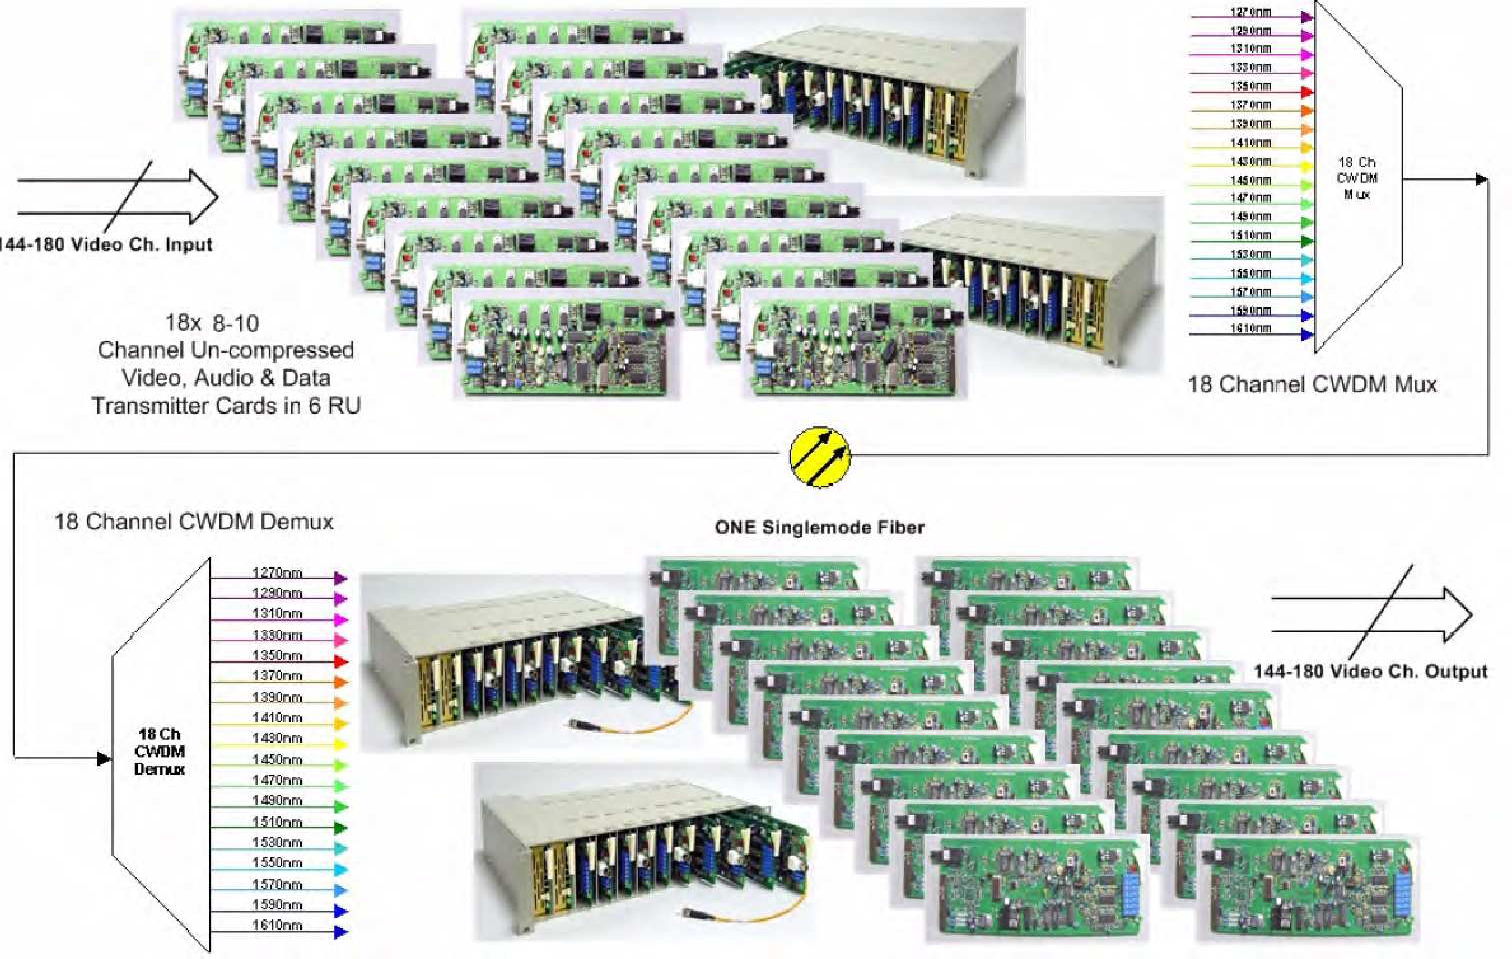 1270nm
1290nm
1310nm
1330nm
1350nm
1370nm
1390nm
1410nm
1430nm
1450nm
1470nm
1490nm
1510nm
1530nm
1550nm
1570nm
1590nm
1610nm
18 Ch
CWDM
Mux
144-180 Video Ch. Input
18x 8-10
Channel Un-compressed
Video, Audio & Data
Transmitter Cards in 6 RU
18 Channel CWDM Mux
18 Channel CWDM Demux
ONE Singlemode Fiber
1270nm
1290nm
1310nm
1330nm
1350nm
1370nm
1390nm
1410nm
1430nm
1450nm
1470nm
1490nm
1510nm
1530nm
1550nm
1570nm
1590nm
1610nm
18 Ch
CWDM
Demux
144-180 Video Ch. Output